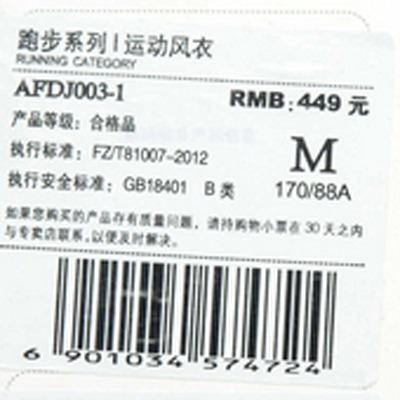 跑步系列 | 运动风衣
RUNNING CATEGORY
AFDJ003-1
RMB: 449 元
产品等级: 合格品
执行标准: FZ/T81007-2012
M
执行安全标准: GB18401 B 类
170/88A
如果您购买的产品存有质量问题, 请持购物小票在 30 天之内
与专卖店联系,以便及时解决。
6 901034 574724